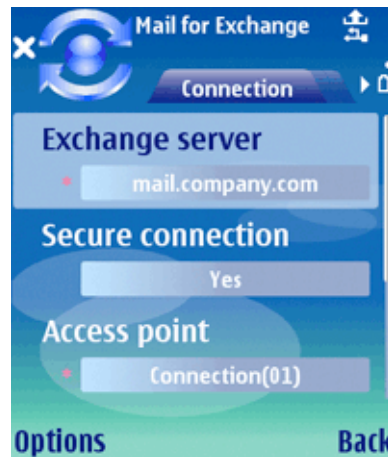 Mail for Exchange
Connection
Exchange server
* mail.company.com
Secure connection
Yes
Access point
* Connection(01)
Options Back